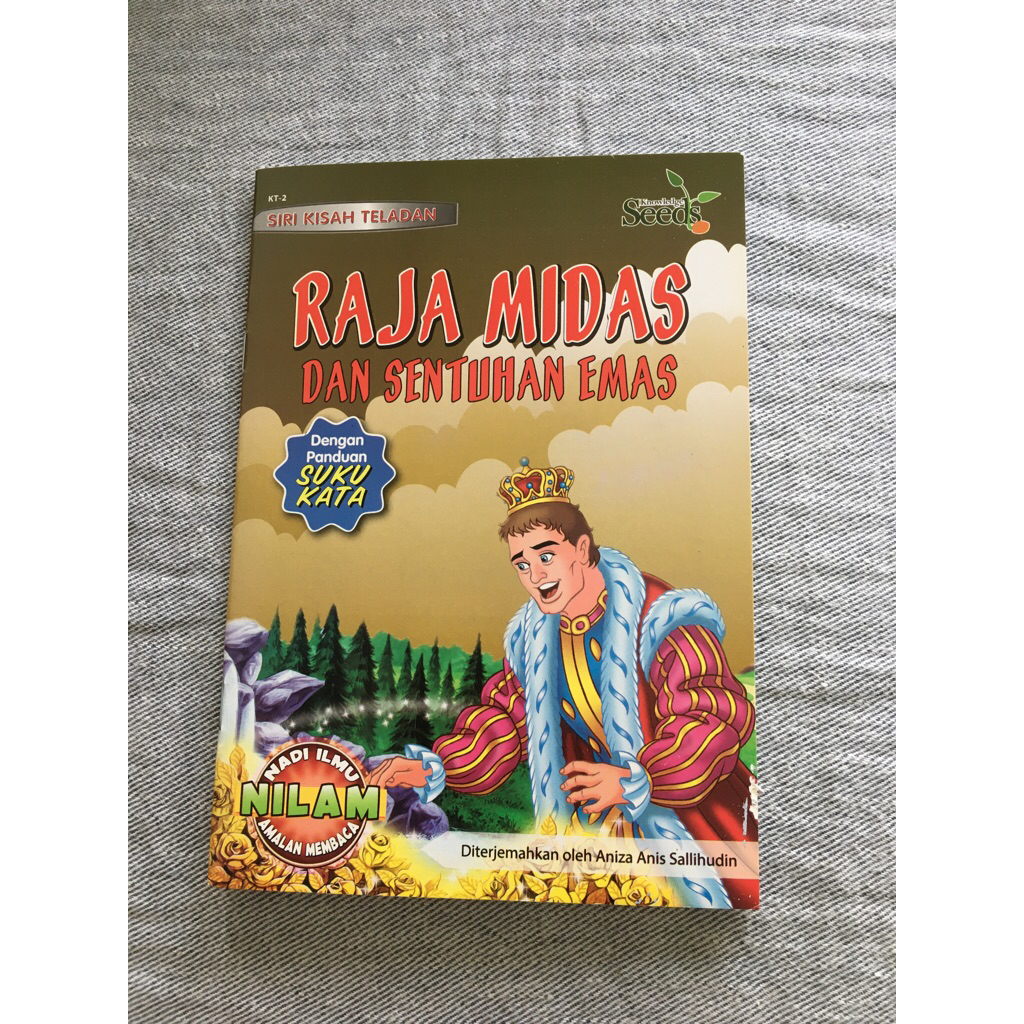 KT-2
SIRI KISAH TELADAN
Knowledge
Seeds
RAJA MIDAS
DAN SENTUHAN EMAS
Dengan
Panduan
SUKU
KATA
NADI ILMU
NILAM
AMALAN MEMBACA
Diterjemahkan oleh Aniza Anis Sallihudin